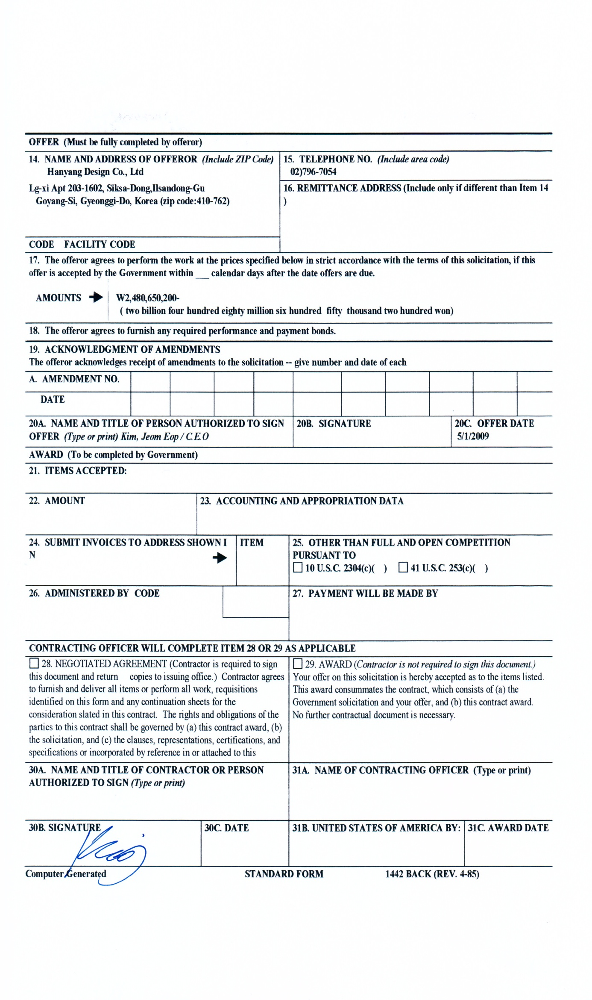 OFFER (Must be fully completed by offeror)
14. NAME AND ADDRESS OF OFFEROR (Include ZIP Code)
Hanyang Design Co., Ltd
Lg-xi Apt 203-1602, Siksa-Dong,Ilsandong-Gu
Goyang-Si, Gyeonggi-Do, Korea (zip code:410-762)
15. TELEPHONE NO. (Include area code)
02)796-7054
16. REMITTANCE ADDRESS (Include only if different than Item 14
)
CODE FACILITY CODE
17. The offeror agrees to perform the work at the prices specified below in strict accordance with the terms of this solicitation, if this
offer is accepted by the Government within ___ calendar days after the date offers are due.
AMOUNTS W2,480,650,200-
( two billion four hundred eighty million six hundred fifty thousand two hundred won)
18. The offeror agrees to furnish any required performance and payment bonds.
19. ACKNOWLEDGMENT OF AMENDMENTS
The offeror acknowledges receipt of amendments to the solicitation -- give number and date of each
A. AMENDMENT NO.
DATE
20A. NAME AND TITLE OF PERSON AUTHORIZED TO SIGN
OFFER (Type or print) Kim, Jeom Eop / C.E.O
20B. SIGNATURE
20C. OFFER DATE
5/1/2009
AWARD (To be completed by Government)
21. ITEMS ACCEPTED:
22. AMOUNT
23. ACCOUNTING AND APPROPRIATION DATA
24. SUBMIT INVOICES TO ADDRESS SHOWN I
N
ITEM
25. OTHER THAN FULL AND OPEN COMPETITION
PURSUANT TO
10 U.S.C. 2304(c)( ) 41 U.S.C. 253(c)( )
26. ADMINISTERED BY CODE
27. PAYMENT WILL BE MADE BY
CONTRACTING OFFICER WILL COMPLETE ITEM 28 OR 29 AS APPLICABLE
28. NEGOTIATED AGREEMENT (Contractor is required to sign
this document and return copies to issuing office.) Contractor agrees
to furnish and deliver all items or perform all work, requisitions
identified on this form and any continuation sheets for the
consideration slated in this contract. The rights and obligations of the
parties to this contract shall be governed by (a) this contract award, (b)
the solicitation, and (c) the clauses, representations, certifications, and
specifications or incorporated by reference in or attached to this
29. AWARD (Contractor is not required to sign this document.)
Your offer on this solicitation is hereby accepted as to the items listed.
This award consummates the contract, which consists of (a) the
Government solicitation and your offer, and (b) this contract award.
No further contractual document is necessary.
30A. NAME AND TITLE OF CONTRACTOR OR PERSON
AUTHORIZED TO SIGN (Type or print)
31A. NAME OF CONTRACTING OFFICER (Type or print)
30B. SIGNATURE
30C. DATE
31B. UNITED STATES OF AMERICA BY:
31C. AWARD DATE
Computer Generated
STANDARD FORM
1442 BACK (REV. 4-85)